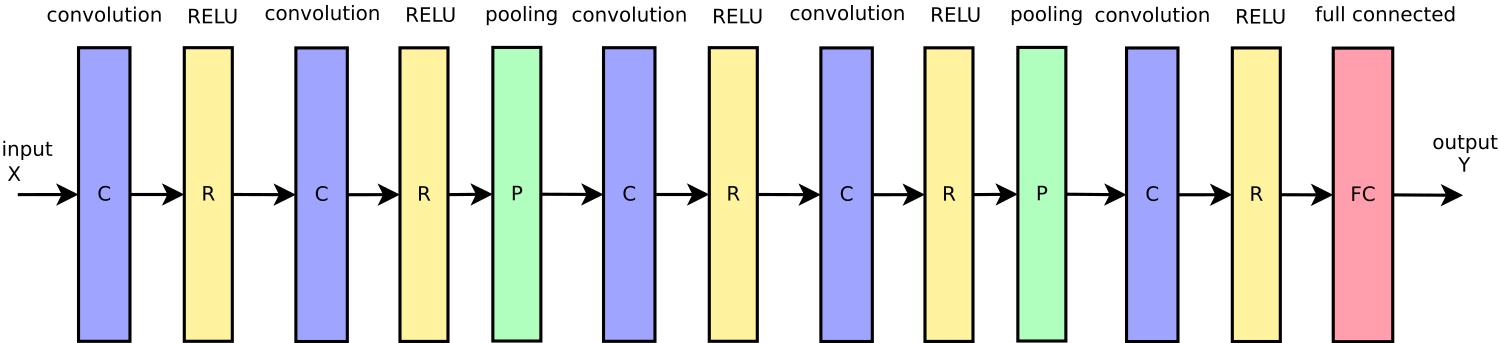 convolution RELU convolution RELU pooling convolution RELU convolution RELU pooling convolution RELU full connected
input
X
C R C R P C R C R P C R FC
output
Y